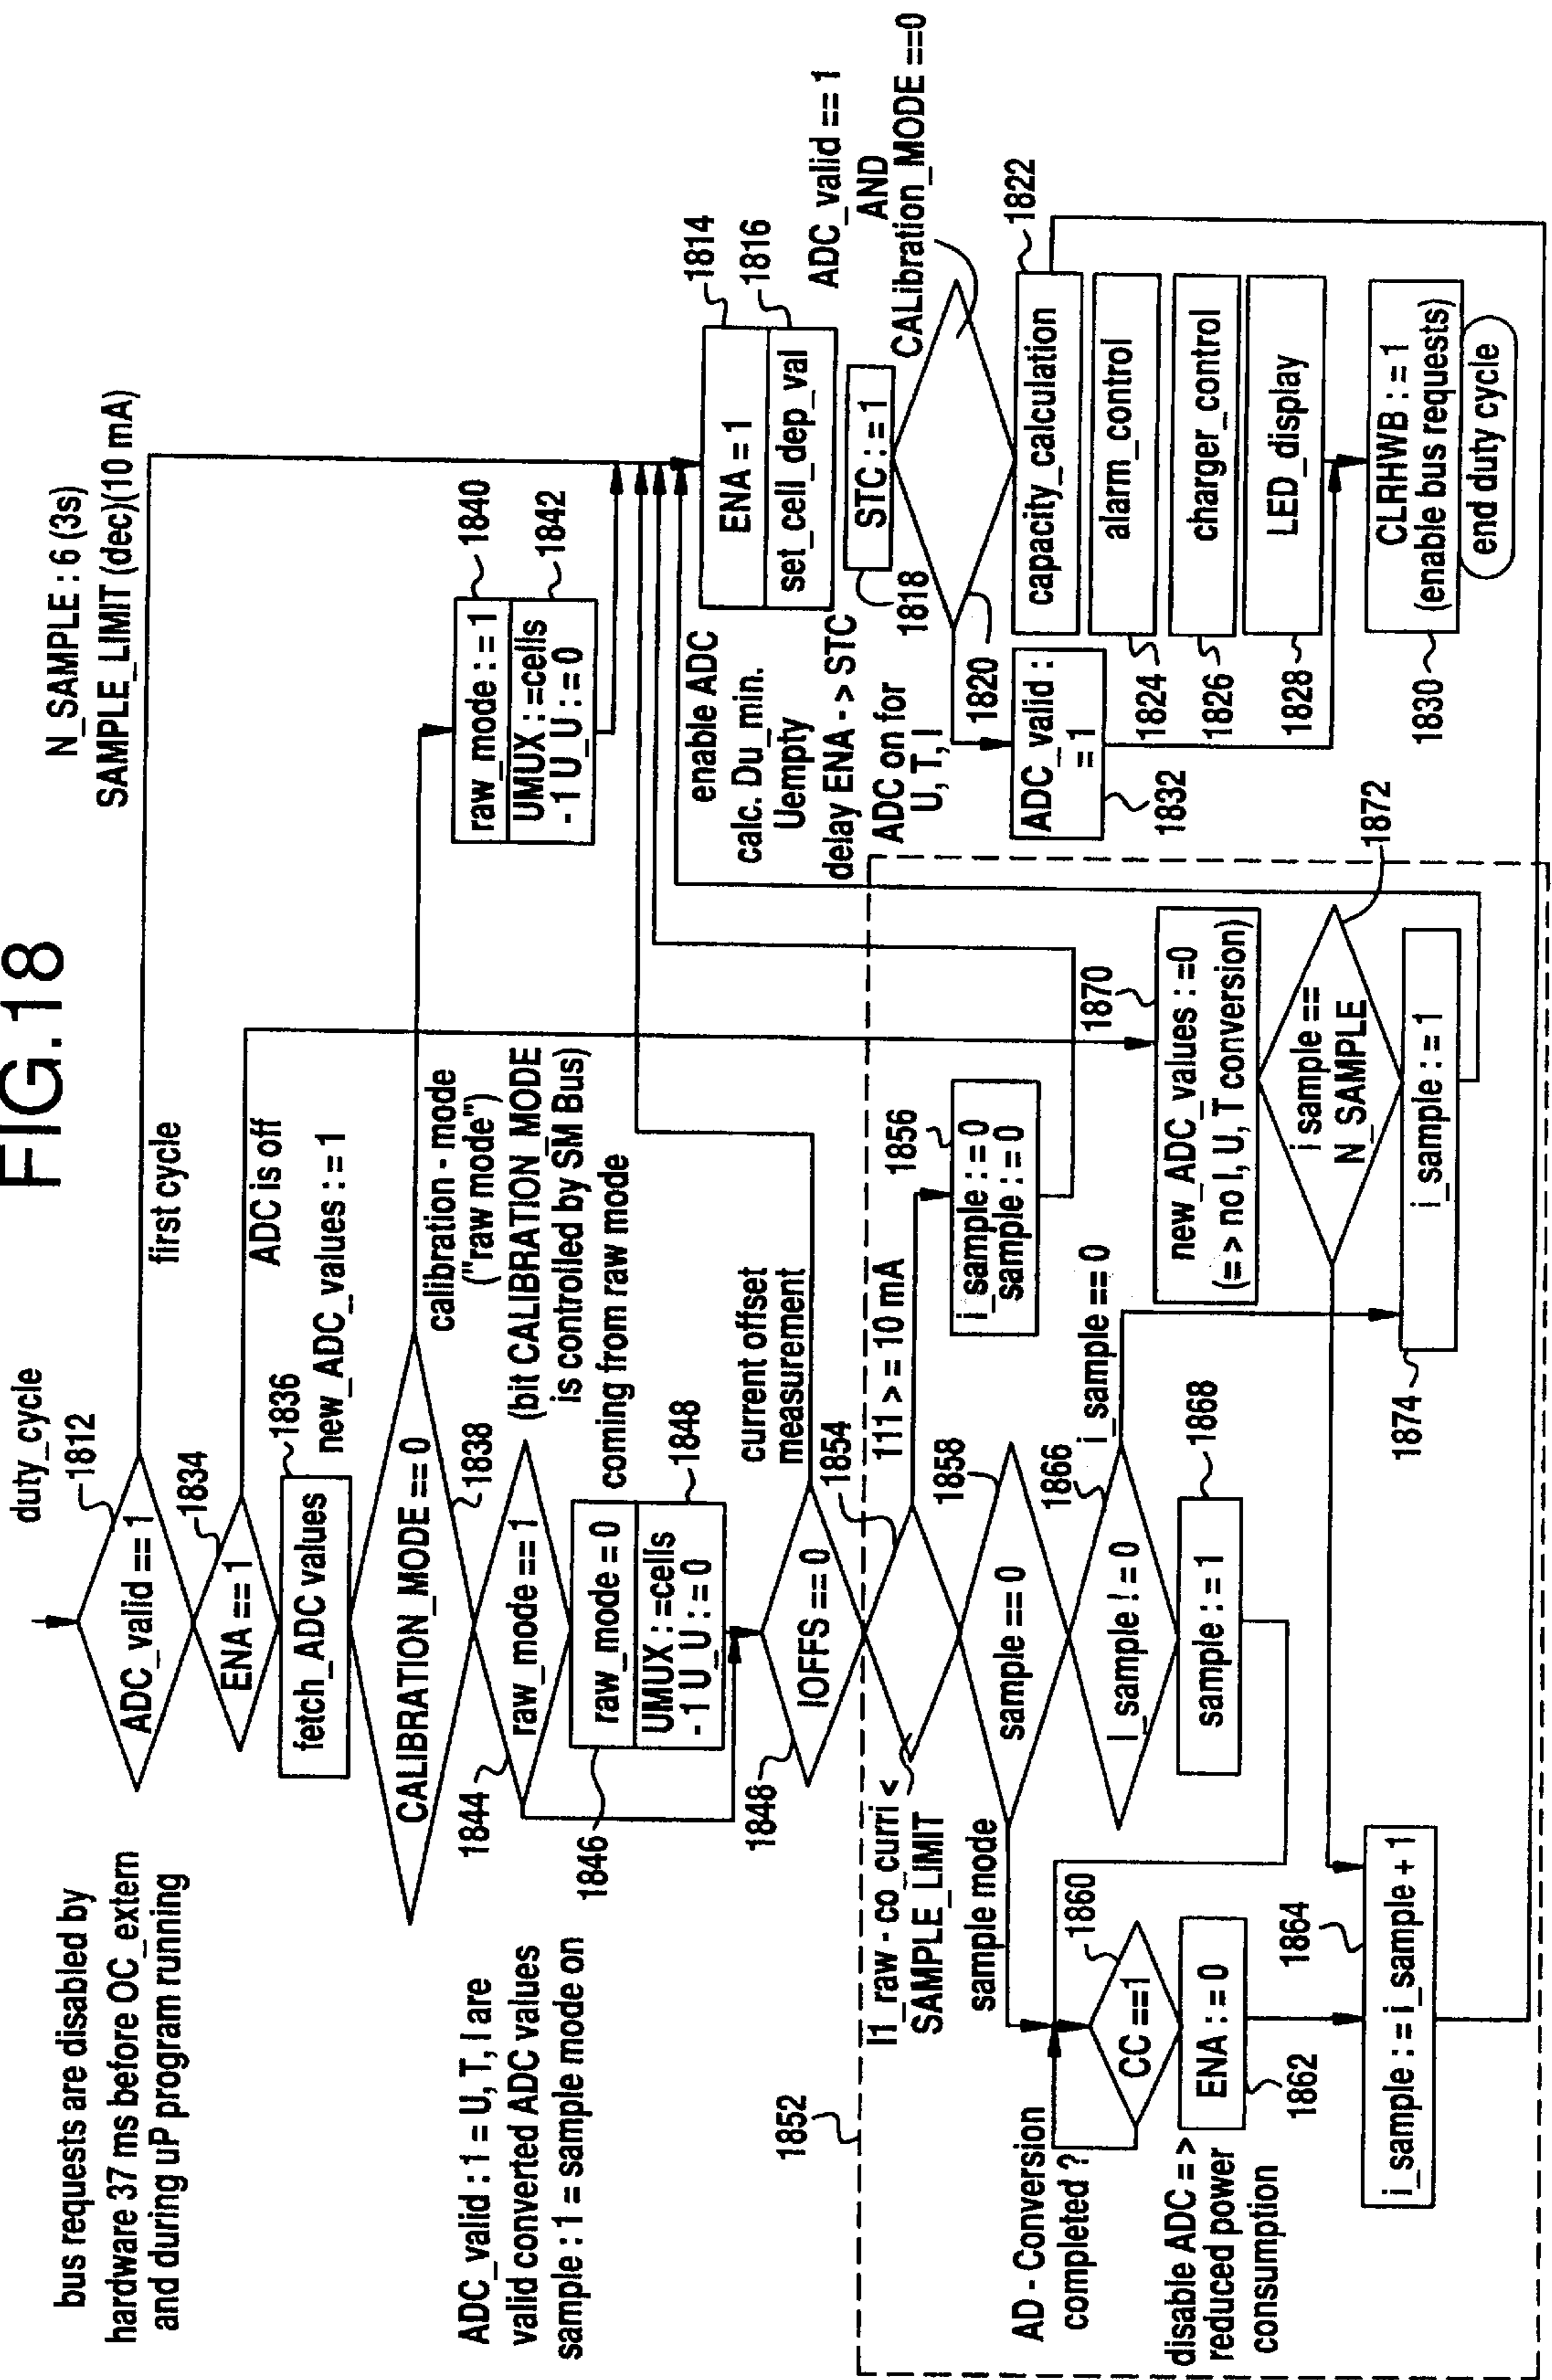 FIG.18
duty_cycle
1812
ADC_valid == 1
first cycle
N_SAMPLE : 6 (3s)
SAMPLE_LIMIT (dec)(10 mA)
bus requests are disabled by
hardware 37 ms before OC_extern
and during uP program running
1834
ENA == 1
ADC is off
fetch_ADC values
1836
new_ADC_values : = 1
CALIBRATION_MODE == 0
1838
calibration - mode
("raw mode")
(bit CALIBRATION_MODE
is controlled by SM Bus)
raw_mode : = 1
1840
UMUX : =cells
- 1 U_U : = 0
1842
ADC_valid : 1 = U, T, I are
valid converted ADC values
sample : 1 = sample mode on
1844
raw_mode == 1
coming from raw mode
1846
raw_mode = 0
UMUX : =cells
- 1 U_U : = 0
1848
1848
IOFFS == 0
current offset
measurement
enable ADC
ENA = 1
1814
calc. Du_min.
Uempty
set_cell_dep_val
1816
delay ENA - > STC
STC : = 1
1818
ADC on for
U, T, I
1820
ADC_valid == 1
AND
CALibration_MODE ==0
ADC_valid :
= 1
1832
capacity_calculation
1822
alarm_control
1824
charger_control
1826
LED_display
1828
CLRHWB : = 1
(enable bus requests)
1830
end duty cycle
1852
1854
I1_raw - co_curri <
SAMPLE_LIMIT
111 > = 10 mA
i_sample : = 0
sample : = 0
1856
sample == 0
1858
sample mode
1866
I_sample ! = 0
i_sample == 0
sample : = 1
1868
AD - Conversion
completed ?
CC ==1
1860
disable ADC = >
reduced power
consumption
ENA : = 0
1862
i_sample : = i_sample + 1
1864
new_ADC_values : =0
(= > no I, U, T conversion)
1870
i sample ==
N_SAMPLE
1872
i_sample : = 1
1874